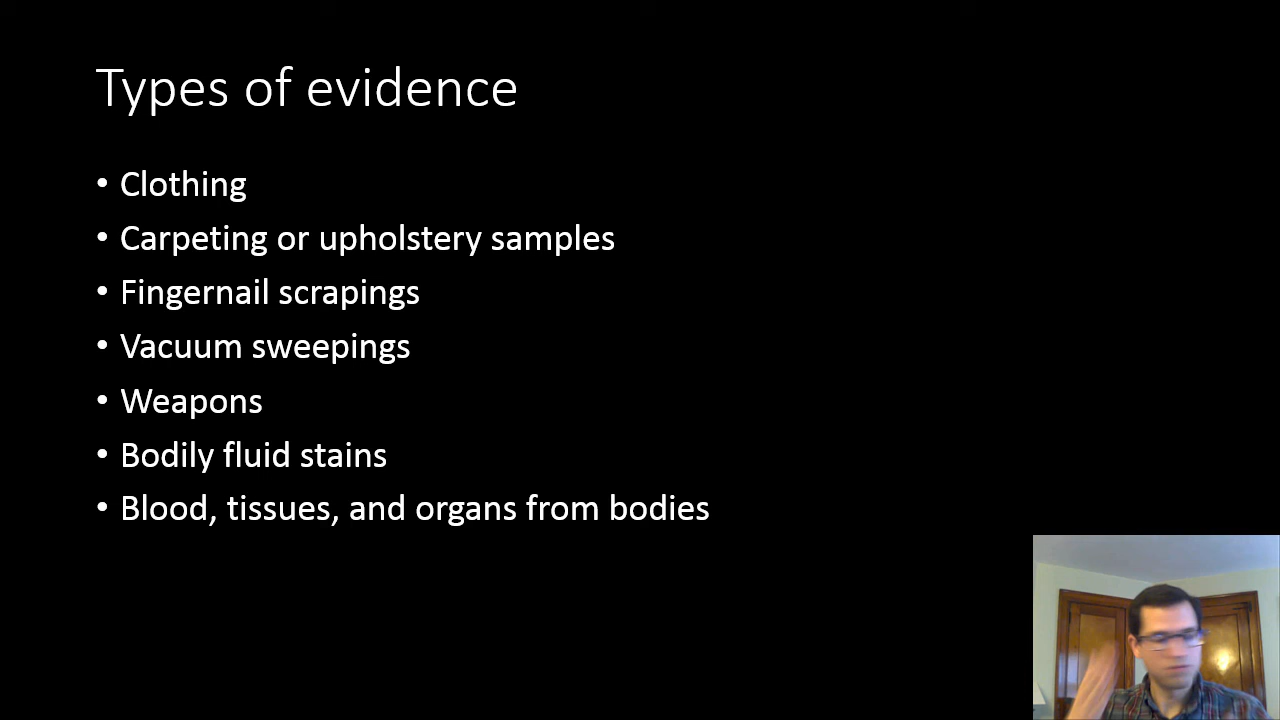 Types of evidence
• Clothing
• Carpeting or upholstery samples
• Fingernail scrapings
• Vacuum sweepings
• Weapons
• Bodily fluid stains
• Blood, tissues, and organs from bodies